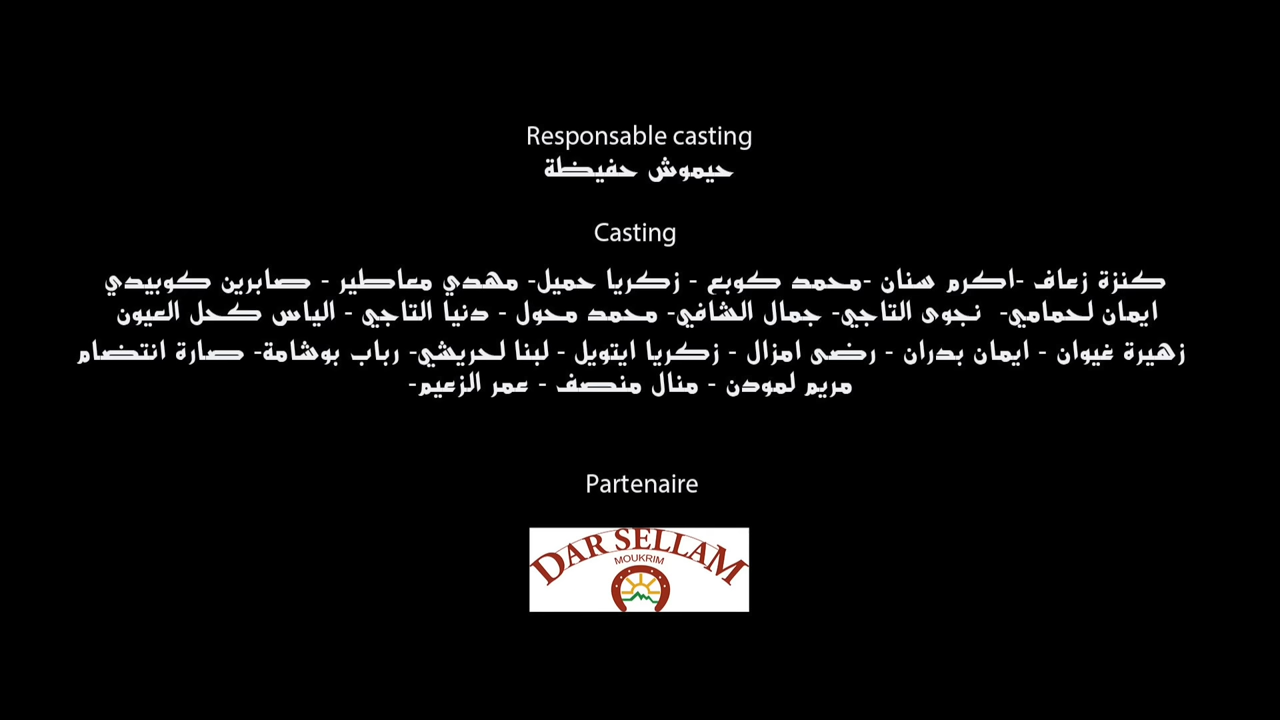 Responsable casting
حيموش حفيظة
Casting
كنزة زعاف -اكرم سنان -محمد كوبع - زكريا حميل- مهدي معاطير - صابرين كوبيدي
ايمان لحمامي- نجوى التاجي- جمال الشافي- محمد محول - دنيا التاجي - الياس كحل العيون
زهيرة غيوان - ايمان بدران - رضى امزال - زكريا ايتويل - لبنا لحريشي- رباب بوشامة- صارة انتضام
مريم لمودن - منال منصف - عمر الزعيم-
Partenaire
DAR SELLAM
MOUKRIM